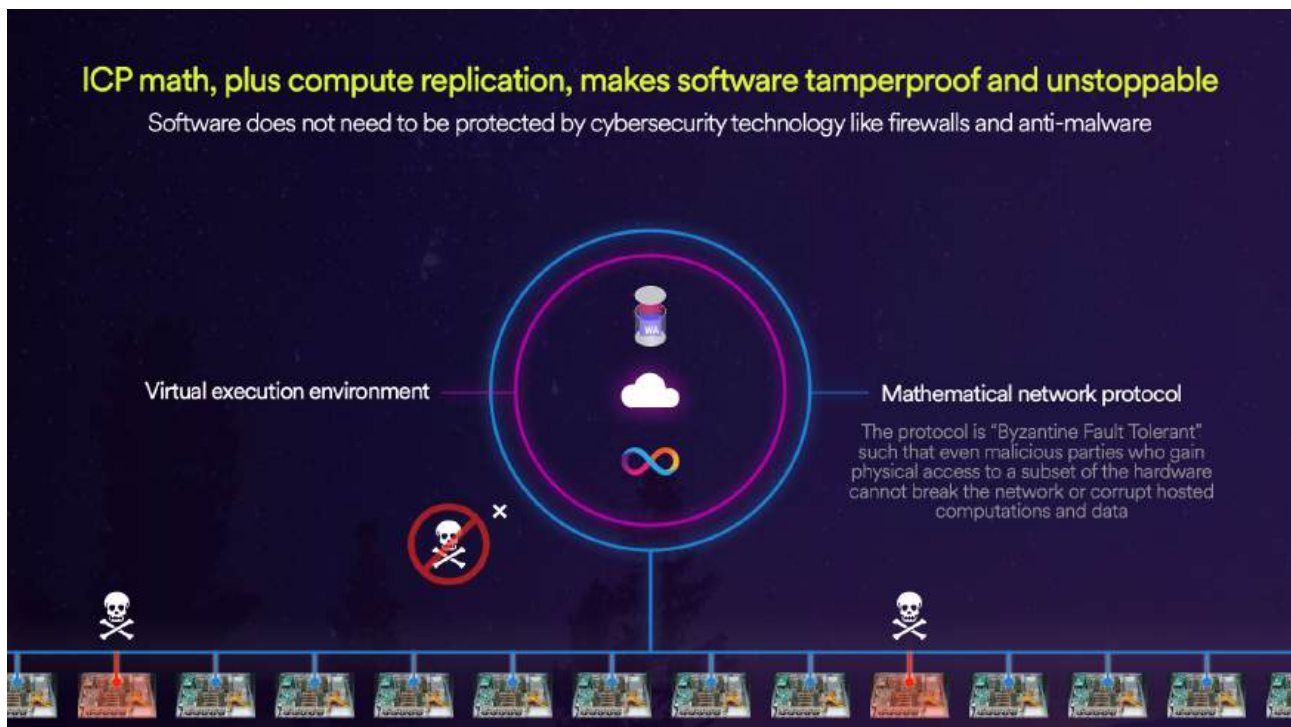 ICP math, plus compute replication, makes software tamperproof and unstoppable
Software does not need to be protected by cybersecurity technology like firewalls and anti-malware
WA
Virtual execution environment
Mathematical network protocol
The protocol is “Byzantine Fault Tolerant”
such that even malicious parties who gain
physical access to a subset of the hardware
cannot break the network or corrupt hosted
computations and data